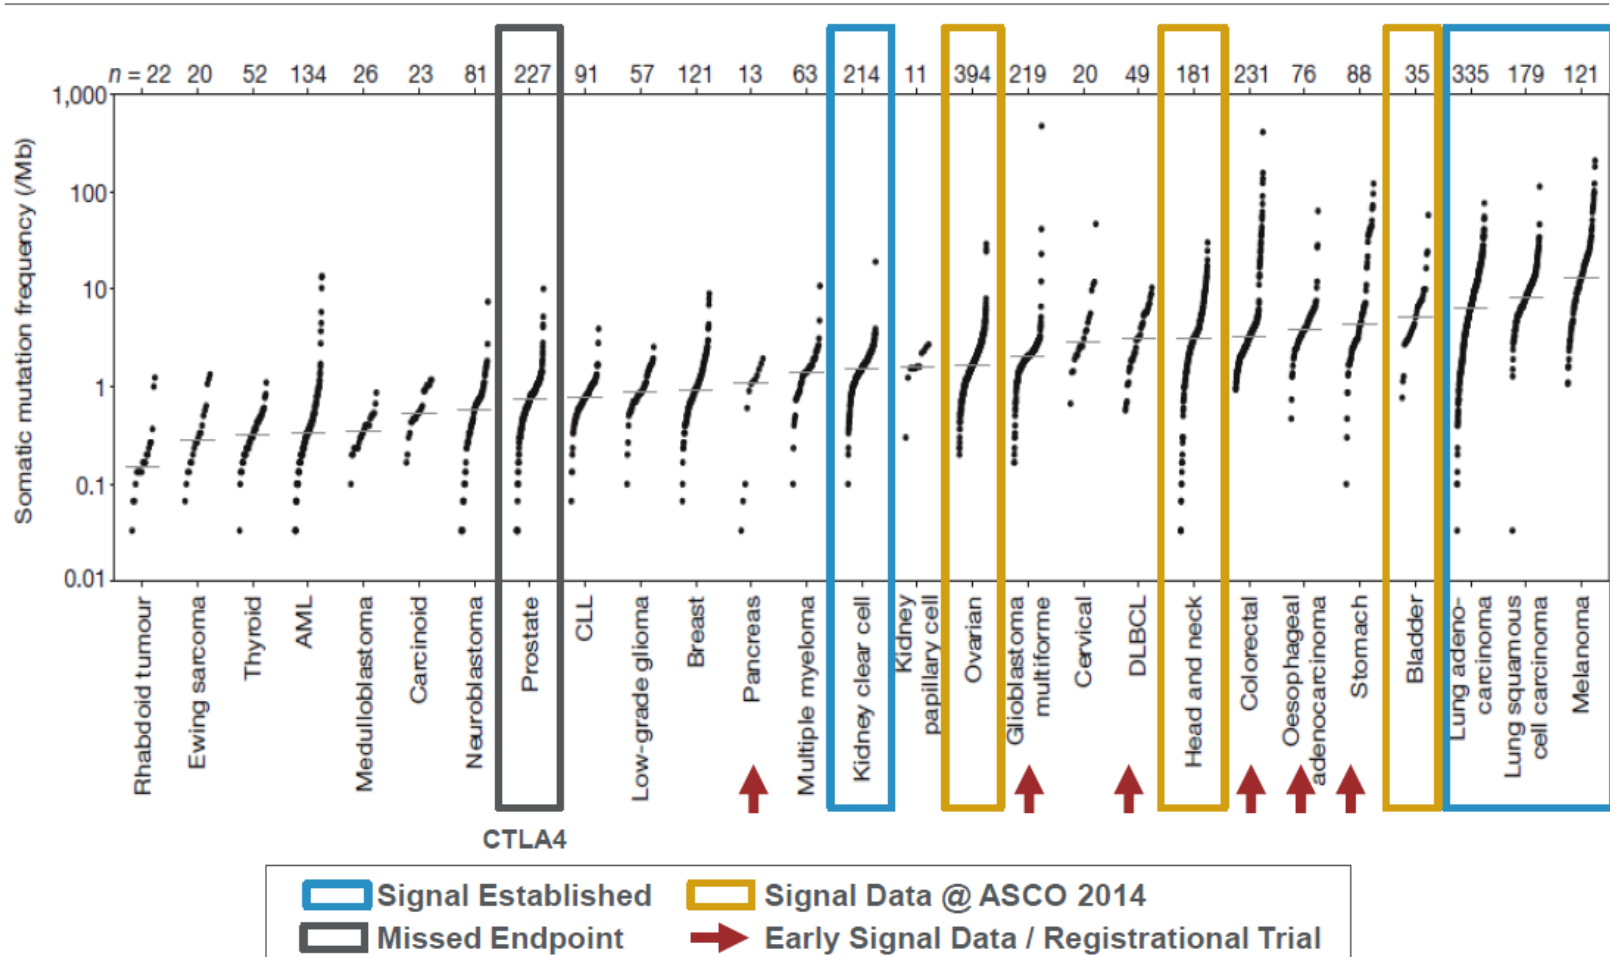 n = 22 20 52 134 26 23 81 227 91 57 121 13 63 214 11 394 219 20 49 181 231 76 88 35 335 179 121
Somatic mutation frequency (/Mb)
1,000
100
10
1
0.1
0.01
Rhabdoid tumour
Ewing sarcoma
Thyroid
AML
Medulloblastoma
Carcinoid
Neuroblastoma
Prostate
CLL
Low-grade glioma
Breast
Pancreas
Multiple myeloma
Kidney clear cell
Kidney
papillary cell
Ovarian
Glioblastoma
multiforme
Cervical
DLBCL
Head and neck
Colorectal
Oesophageal
adenocarcinoma
Stomach
Bladder
Lung adeno-
carcinoma
Lung squamous
cell carcinoma
Melanoma
CTLA4
Signal Established
Signal Data @ ASCO 2014
Missed Endpoint
Early Signal Data / Registrational Trial